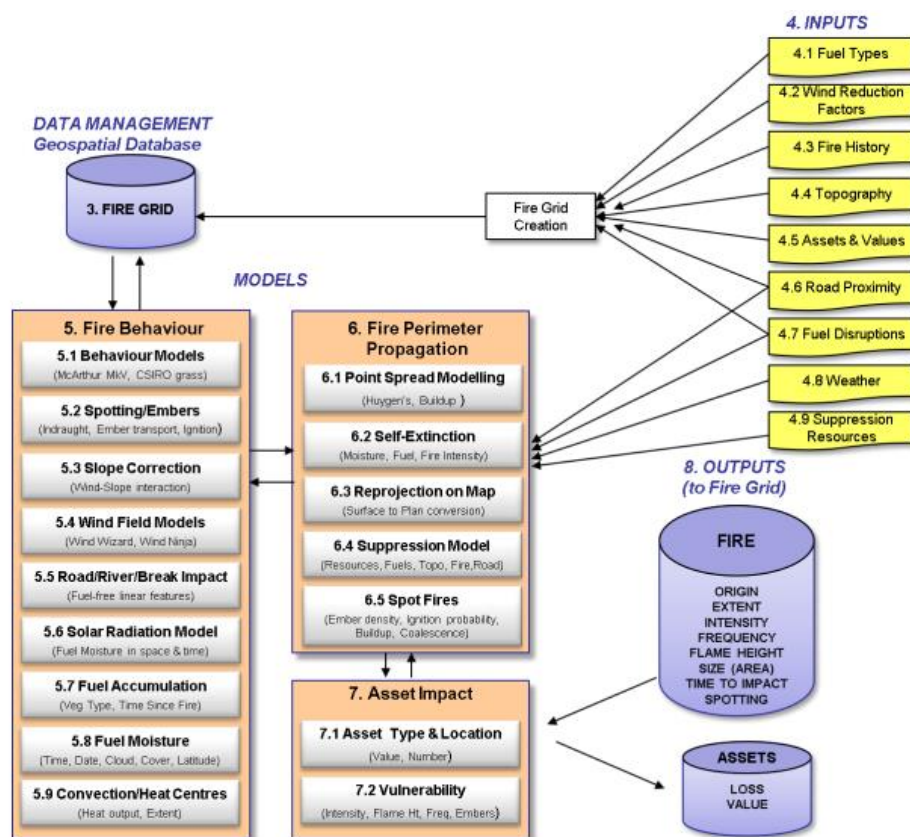 4. INPUTS
4.1 Fuel Types
4.2 Wind Reduction
Factors
4.3 Fire History
4.4 Topography
4.5 Assets & Values
4.6 Road Proximity
4.7 Fuel Disruptions
4.8 Weather
4.9 Suppression
Resources
DATA MANAGEMENT
Geospatial Database
3. FIRE GRID
Fire Grid
Creation
MODELS
5. Fire Behaviour
5.1 Behaviour Models
(McArthur MkV, CSIRO grass)
5.2 Spotting/Embers
(Indraught, Ember transport, Ignition)
5.3 Slope Correction
(Wind-Slope interaction)
5.4 Wind Field Models
(Wind Wizard, Wind Ninja)
5.5 Road/River/Break Impact
(Fuel-free linear features)
5.6 Solar Radiation Model
(Fuel Moisture in space & time)
5.7 Fuel Accumulation
(Veg Type, Time Since Fire)
5.8 Fuel Moisture
(Time, Date, Cloud, Cover, Latitude)
5.9 Convection/Heat Centres
(Heat output, Extent)
6. Fire Perimeter
Propagation
6.1 Point Spread Modelling
(Huygen's, Buildup )
6.2 Self-Extinction
(Moisture, Fuel, Fire Intensity)
6.3 Reprojection on Map
(Surface to Plan conversion)
6.4 Suppression Model
(Resources, Fuels, Topo, Fire,Road)
6.5 Spot Fires
(Ember density, Ignition probability,
Buildup, Coalescence)
7. Asset Impact
7.1 Asset Type & Location
(Value, Number)
7.2 Vulnerability
(Intensity, Flame Ht, Freq, Embers)
8. OUTPUTS
(to Fire Grid)
FIRE
ORIGIN
EXTENT
INTENSITY
FREQUENCY
FLAME HEIGHT
SIZE (AREA)
TIME TO IMPACT
SPOTTING
ASSETS
LOSS
VALUE